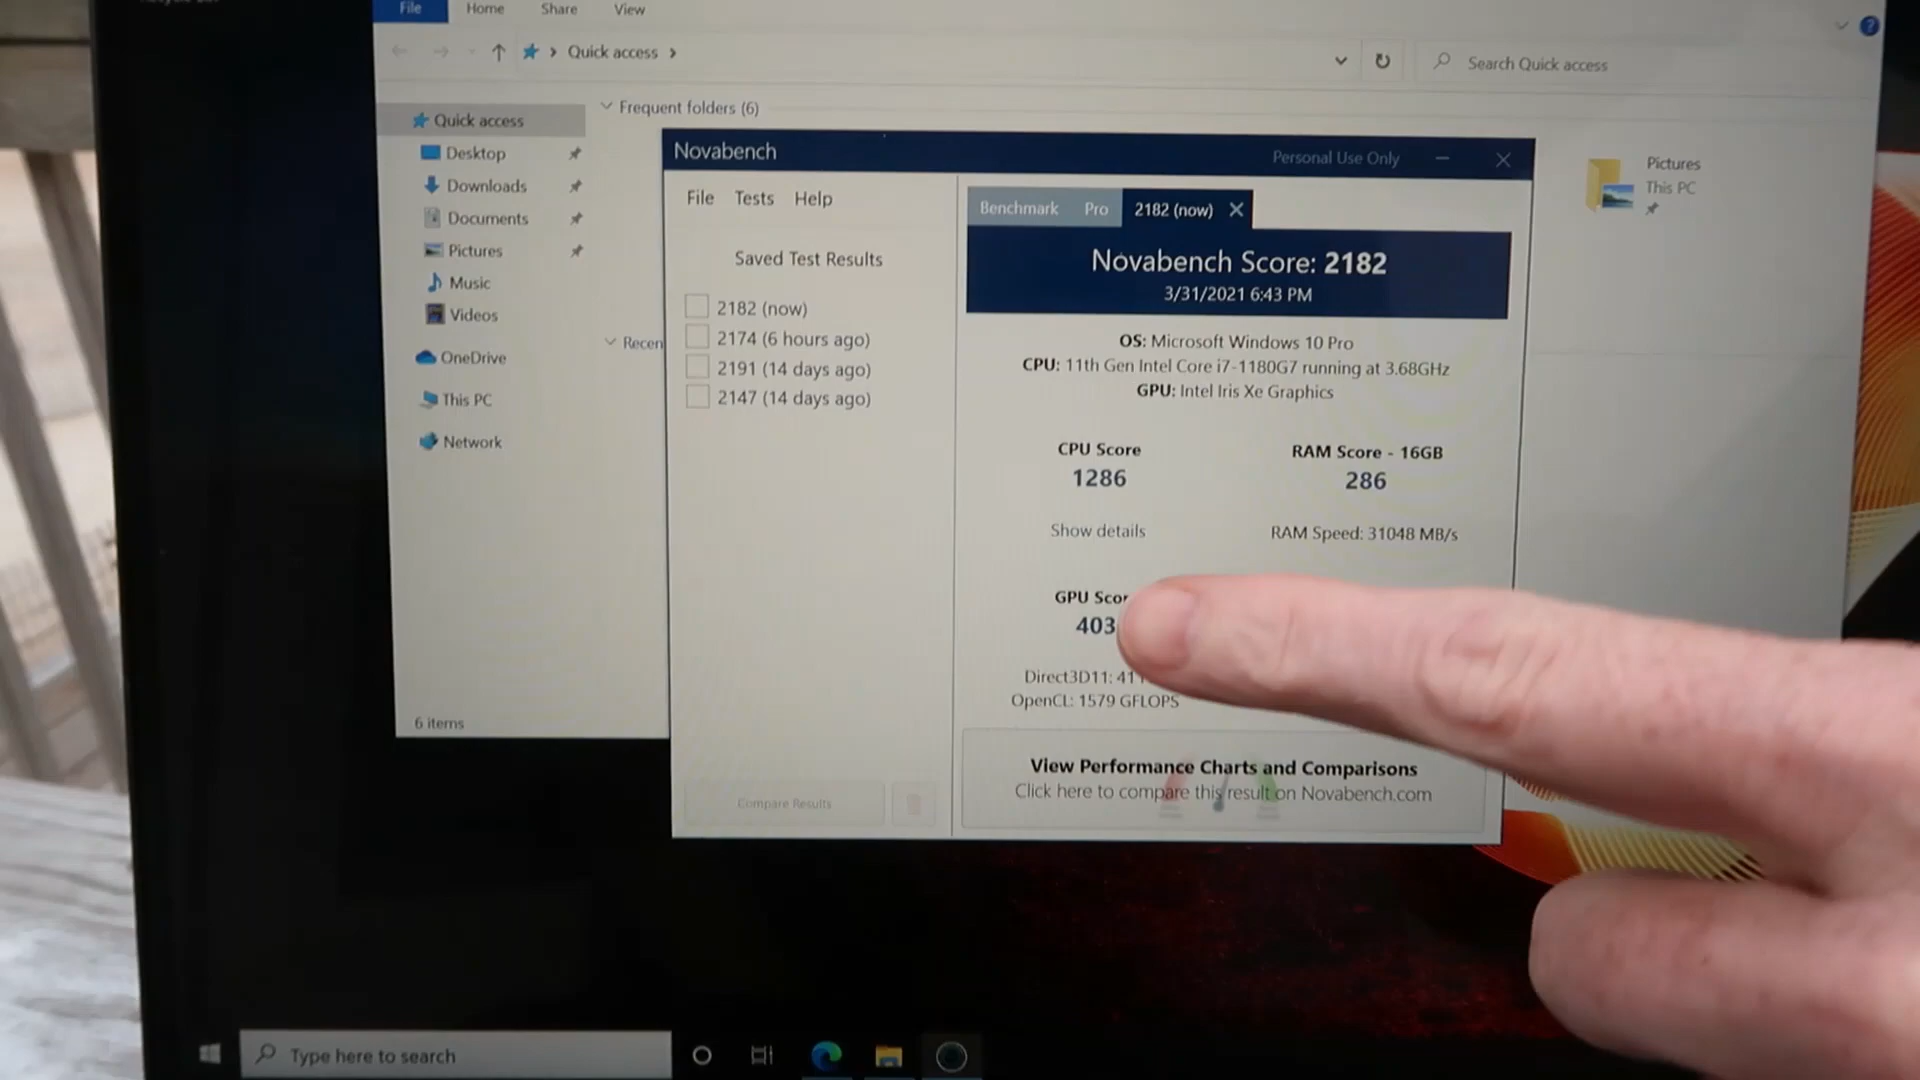 File Home Share View
Quick access
Search Quick access
Quick access
Desktop
Downloads
Documents
Pictures
Music
Videos
OneDrive
This PC
Network
6 items
Frequent folders (6)
Recen
Pictures
This PC
Novabench
Personal Use Only
File Tests Help
Saved Test Results
2182 (now)
2174 (6 hours ago)
2191 (14 days ago)
2147 (14 days ago)
Compare Results
Benchmark Pro 2182 (now)
Novabench Score: 2182
3/31/2021 6:43 PM
OS: Microsoft Windows 10 Pro
CPU: 11th Gen Intel Core i7-1180G7 running at 3.68GHz
GPU: Intel Iris Xe Graphics
CPU Score
1286
Show details
RAM Score - 16GB
286
RAM Speed: 31048 MB/s
GPU Scor
403
Direct3D11: 41
OpenCL: 1579 GFLOPS
View Performance Charts and Comparisons
Click here to compare this result on Novabench.com
Type here to search